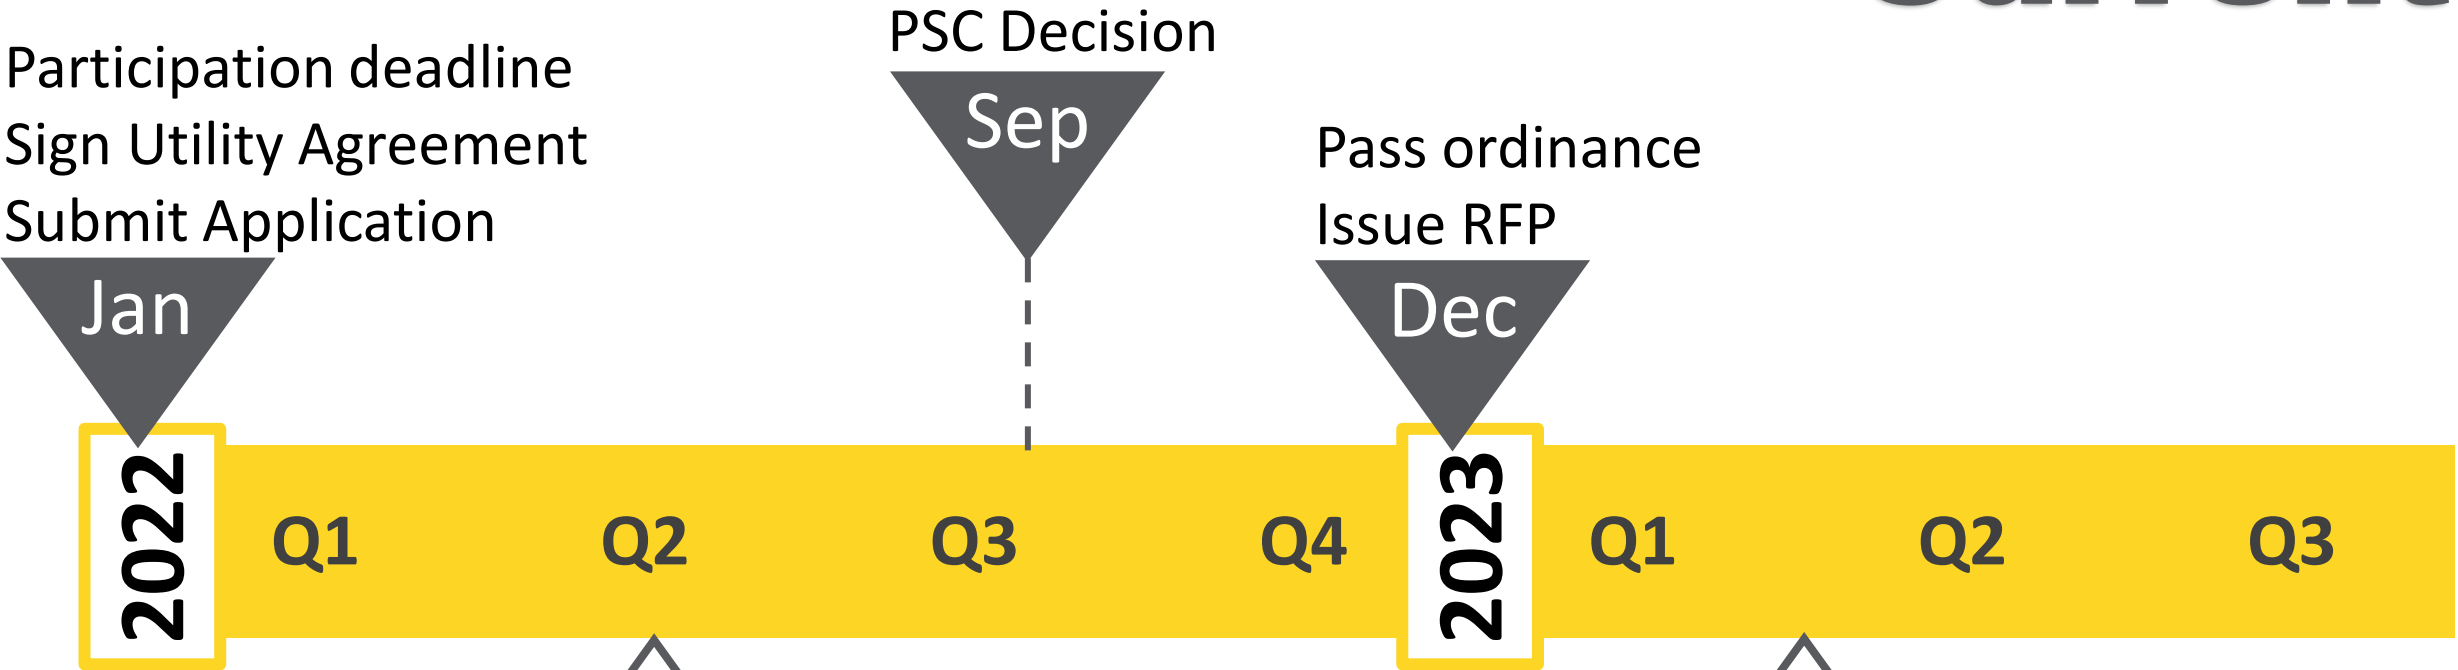 PSC Decision
Participation deadline
Sign Utility Agreement
Submit Application
Sep
Pass ordinance
Issue RFP
Jan
Dec
2022 Q1 Q2 Q3 Q4 2023 Q1 Q2 Q3